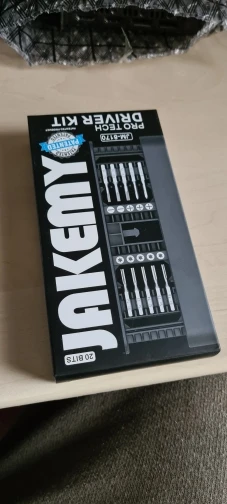 JAKEMY
PATENTED
JM-8170
PRO TECH
DRIVER KIT
20 BITS